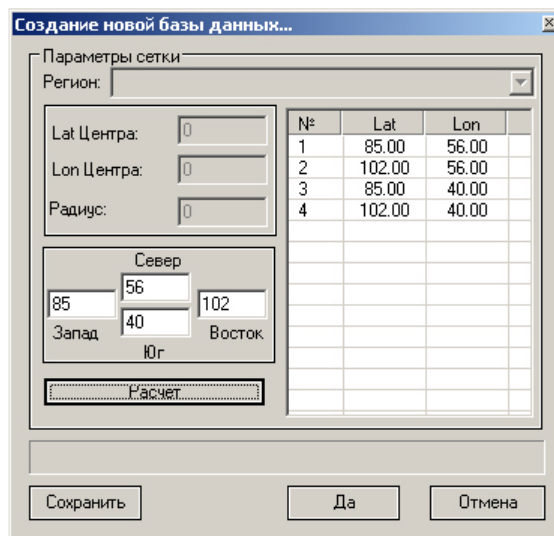 Создание новой базы данных...
Параметры сетки
Регион:
Lat Центра: 0
Lon Центра: 0
Радиус: 0
№ Lat Lon
1 85.00 56.00
2 102.00 56.00
3 85.00 40.00
4 102.00 40.00
Север
56
85 102
40
Запад Восток
Юг
Расчет
Сохранить Да Отмена